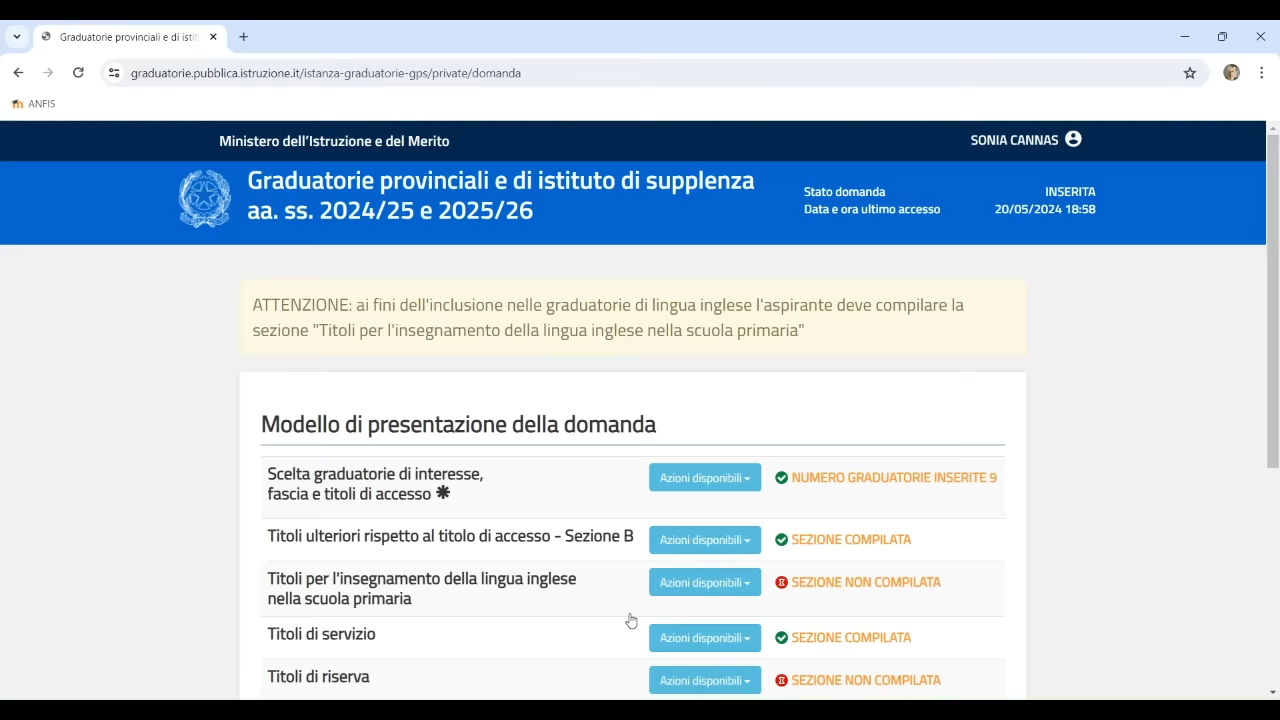 Graduatorie provinciali e di istit
graduatorie.pubblica.istruzione.it/istanza-graduatorie-gps/private/domanda
ANFIS
Ministero dell'Istruzione e del Merito
SONIA CANNAS
Graduatorie provinciali e di istituto di supplenza
aa. ss. 2024/25 e 2025/26
Stato domanda INSERITA
Data e ora ultimo accesso 20/05/2024 18:58
ATTENZIONE: ai fini dell'inclusione nelle graduatorie di lingua inglese l'aspirante deve compilare la
sezione "Titoli per l'insegnamento della lingua inglese nella scuola primaria"
Modello di presentazione della domanda
Scelta graduatorie di interesse,
fascia e titoli di accesso ✱
Azioni disponibili
NUMERO GRADUATORIE INSERITE 9
Titoli ulteriori rispetto al titolo di accesso - Sezione B
Azioni disponibili
SEZIONE COMPILATA
Titoli per l'insegnamento della lingua inglese
nella scuola primaria
Azioni disponibili
SEZIONE NON COMPILATA
Titoli di servizio
Azioni disponibili
SEZIONE COMPILATA
Titoli di riserva
Azioni disponibili
SEZIONE NON COMPILATA